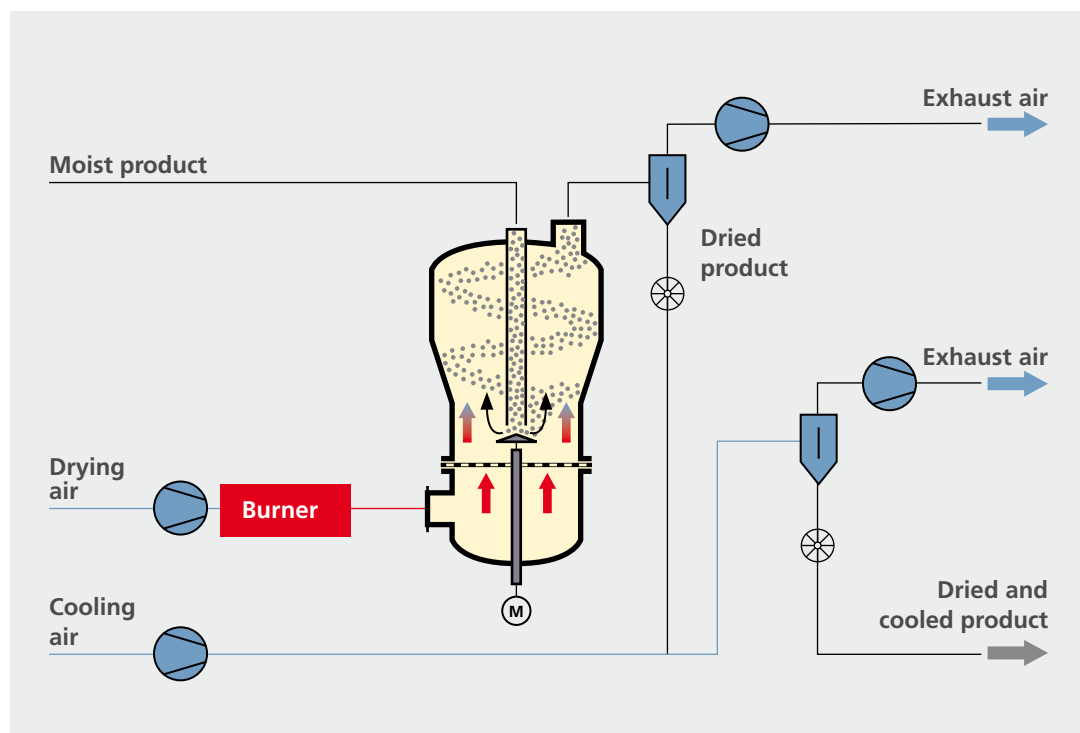 Exhaust air
Moist product
Dried
product
Exhaust air
Drying
air
Burner
Cooling
air
M
Dried and
cooled product